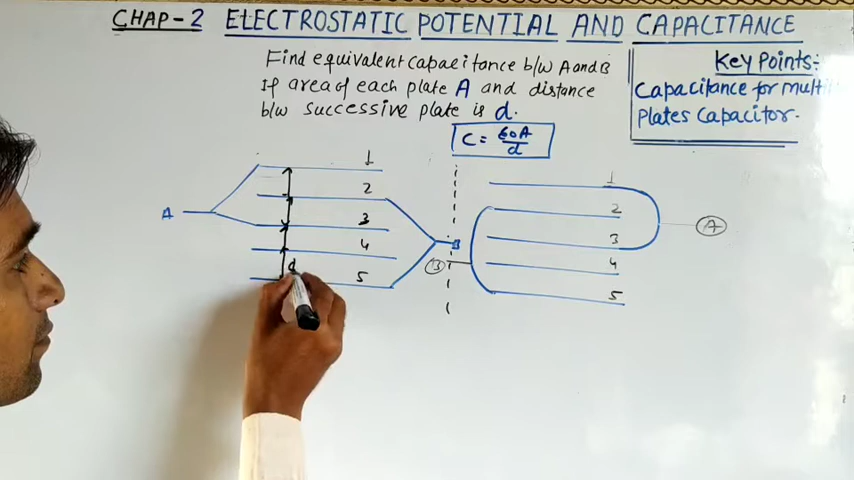 CHAP-2 ELECTROSTATIC POTENTIAL AND CAPACITANCE
Find equivalent capacitance b/w A and B
If area of each plate A and distance
b/w successive plate is d.
C = ϵ0A/d
Key Points:-
Capacitance for multi
Plates Capacitor.
A
1
2
3
4
5
d
B
1
2
3
4
5
A
B